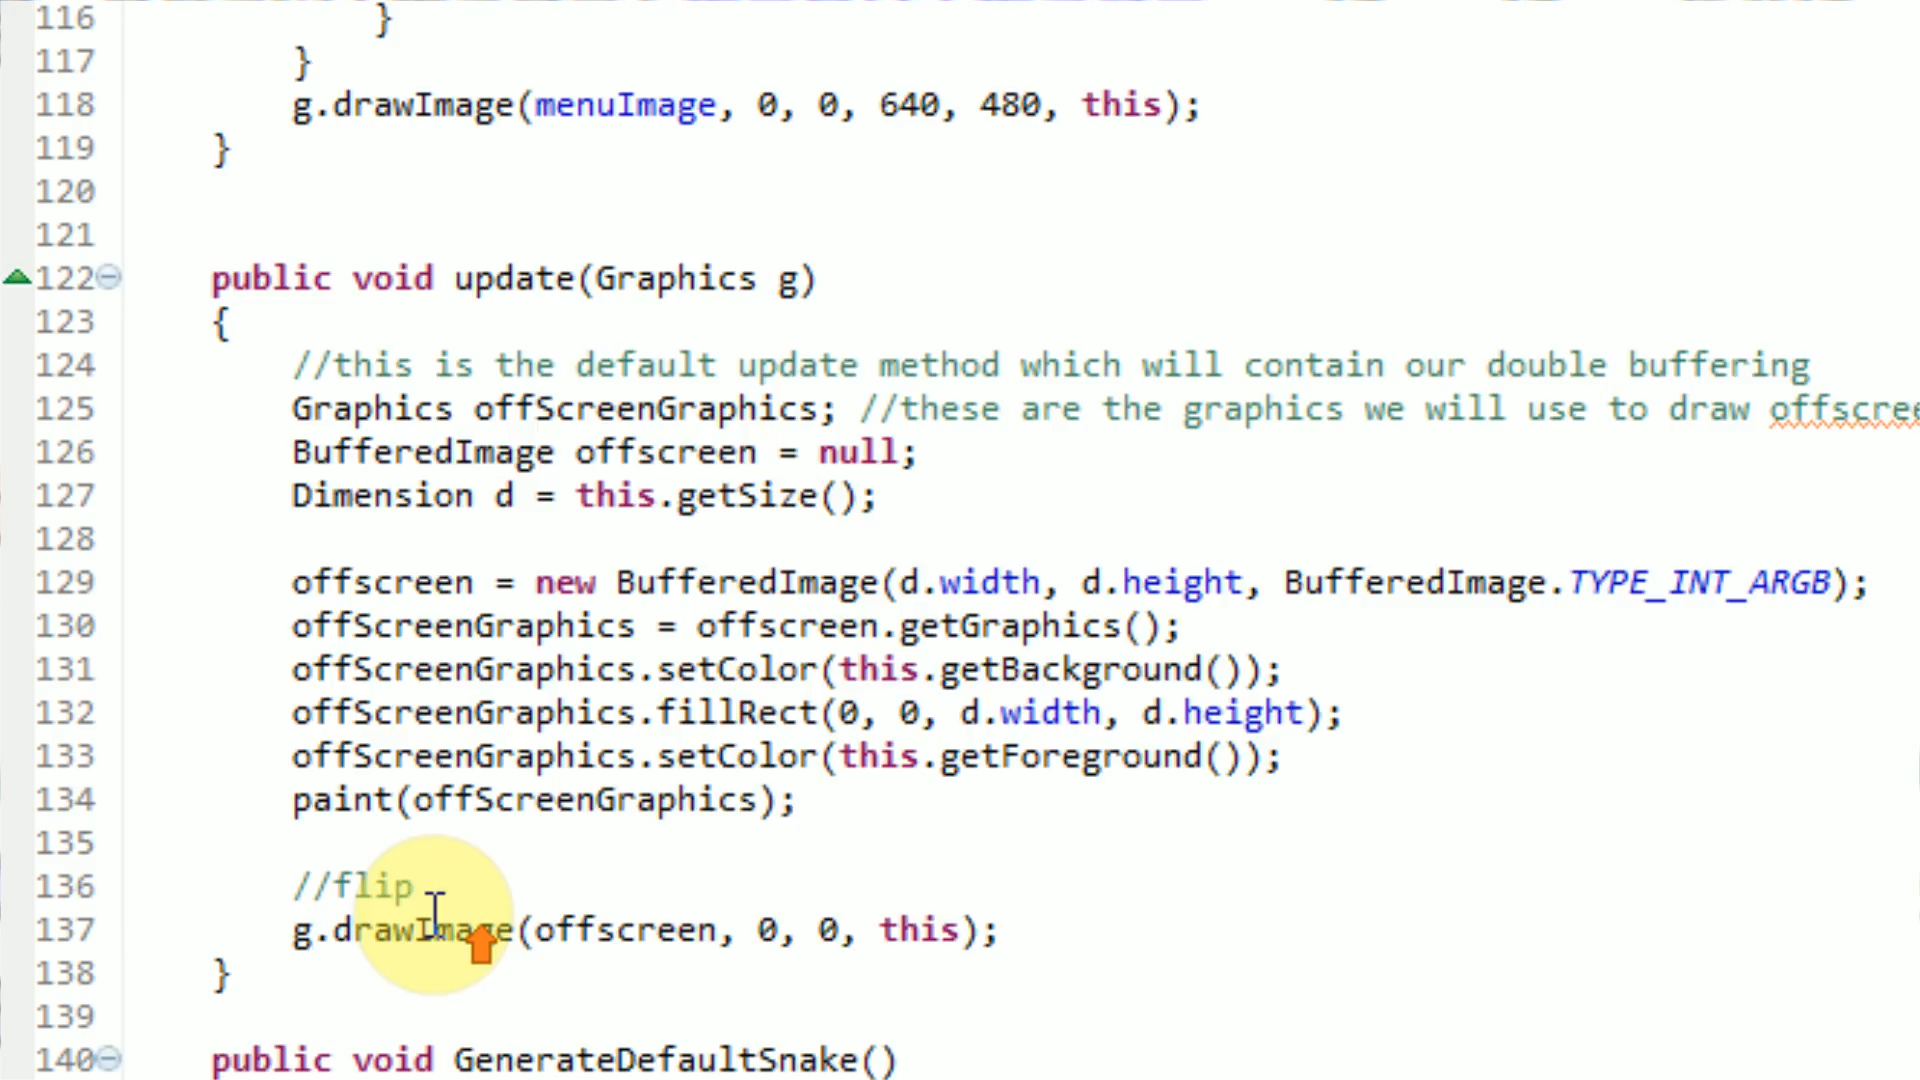 116 }
117 }
118 g.drawImage(menuImage, 0, 0, 640, 480, this);
119 }
120
121
122 public void update(Graphics g)
123 {
124 //this is the default update method which will contain our double buffering
125 Graphics offScreenGraphics; //these are the graphics we will use to draw offscree
126 BufferedImage offscreen = null;
127 Dimension d = this.getSize();
128
129 offscreen = new BufferedImage(d.width, d.height, BufferedImage.TYPE_INT_ARGB);
130 offScreenGraphics = offscreen.getGraphics();
131 offScreenGraphics.setColor(this.getBackground());
132 offScreenGraphics.fillRect(0, 0, d.width, d.height);
133 offScreenGraphics.setColor(this.getForeground());
134 paint(offScreenGraphics);
135
136 //flip
137 g.drawImage(offscreen, 0, 0, this);
138 }
139
140 public void GenerateDefaultSnake()